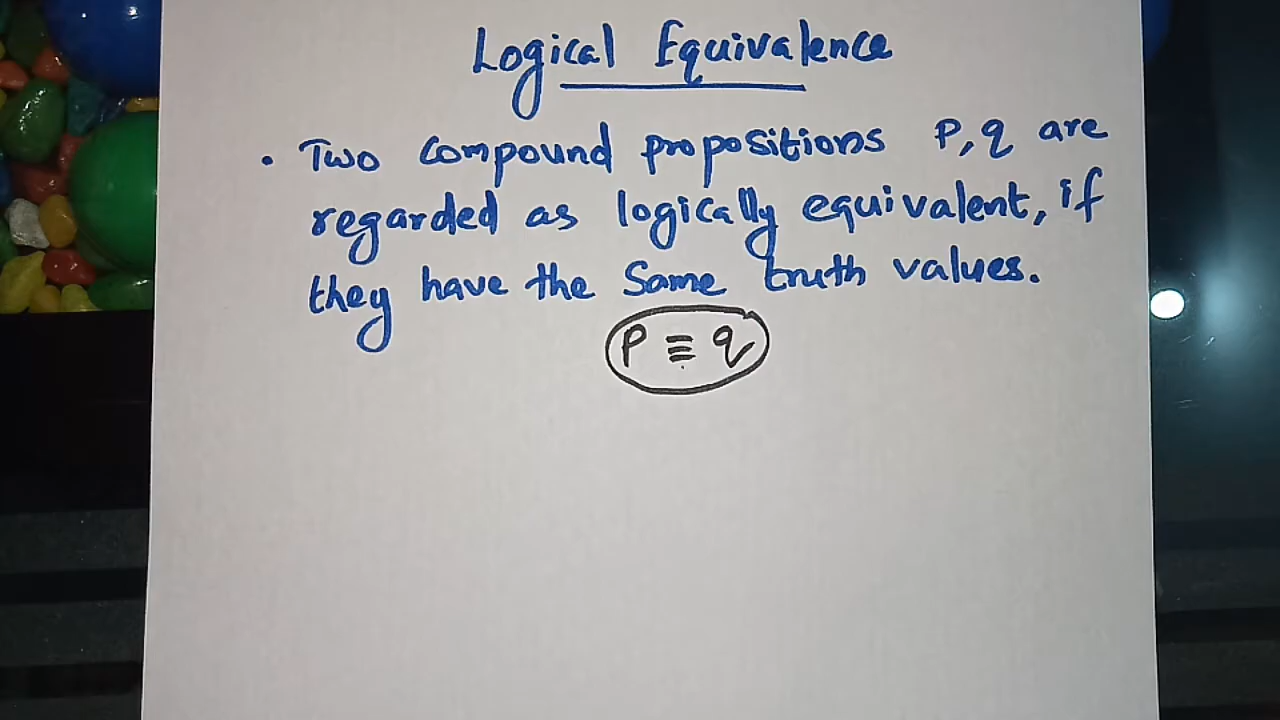 Logical Equivalence
• Two compound propositions P, q are
regarded as logically equivalent, if
they have the Same truth values.
P ≡ q